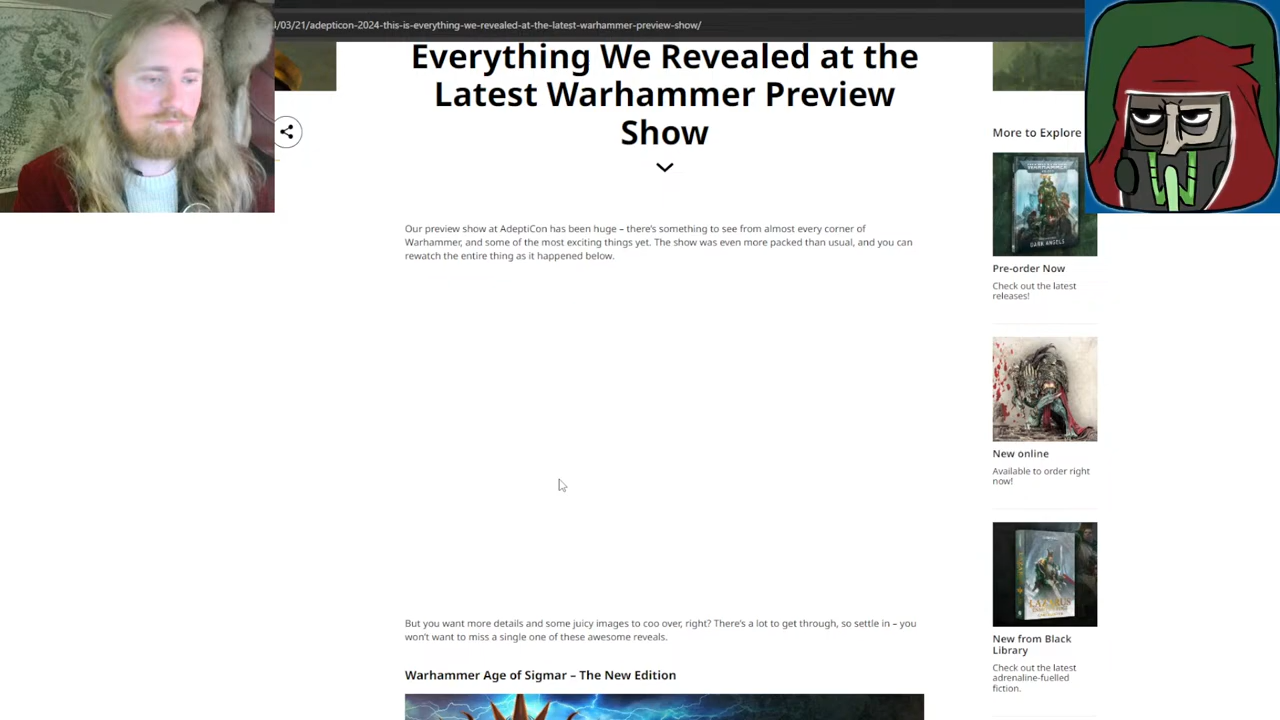 4/03/21/adepticon-2024-this-is-everything-we-revealed-at-the-latest-warhammer-preview-show/
Everything We Revealed at the
Latest Warhammer Preview
Show
Our preview show at AdeptiCon has been huge – there's something to see from almost every corner of
Warhammer, and some of the most exciting things yet. The show was even more packed than usual, and you can
rewatch the entire thing as it happened below.
But you want more details and some juicy images to coo over, right? There's a lot to get through, so settle in – you
won't want to miss a single one of these awesome reveals.
Warhammer Age of Sigmar – The New Edition
More to Explore
WARHAMMER
DARK ANGELS
Pre-order Now
Check out the latest
releases!
New online
Available to order right
now!
LAZARUS
New from Black
Library
Check out the latest
adrenaline-fuelled
fiction.